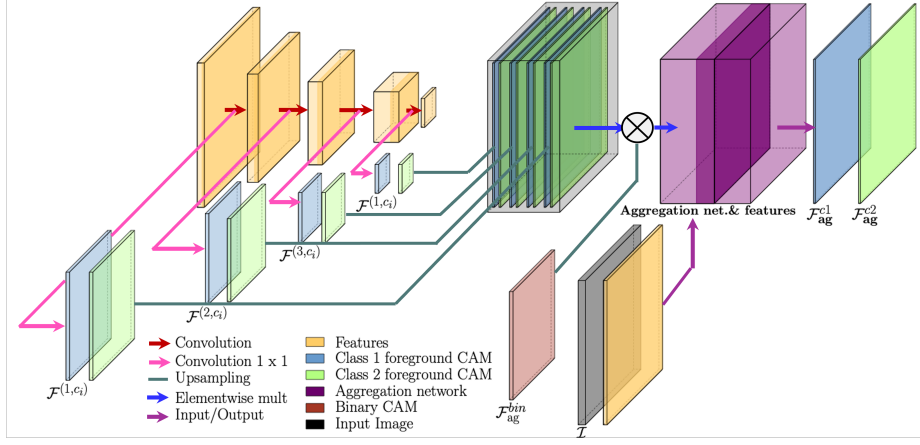 $\mathcal{F}^{(1,c_i)}$
$\mathcal{F}^{(3,c_i)}$
$\mathcal{F}^{(2,c_i)}$
$\mathcal{F}^{(1,c_i)}$
Aggregation net.& features
$\mathcal{F}_{\mathbf{ag}}^{c1}$ $\mathcal{F}_{\mathbf{ag}}^{c2}$
$\mathcal{F}_{\mathrm{ag}}^{bin}$
$\mathcal{I}$
Convolution
Convolution 1 x 1
Upsampling
Elementwise mult
Input/Output
Features
Class 1 foreground CAM
Class 2 foreground CAM
Aggregation network
Binary CAM
Input Image